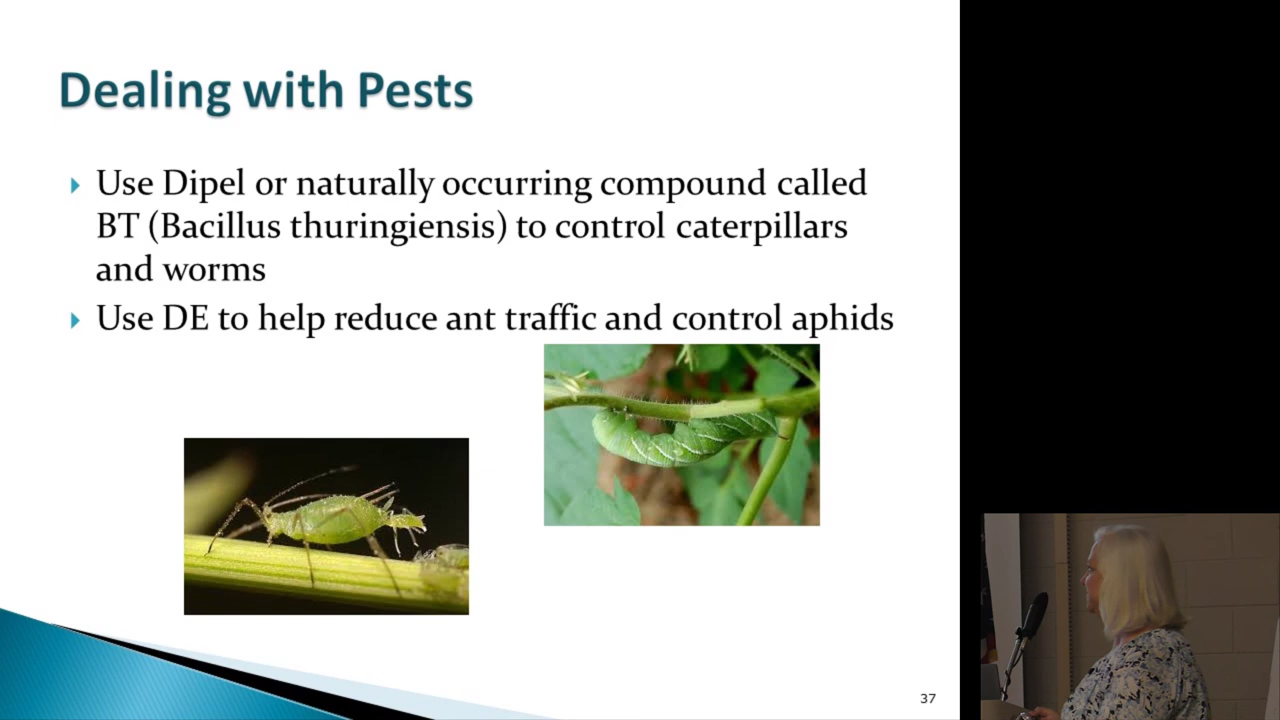 Dealing with Pests
Use Dipel or naturally occurring compound called
BT (Bacillus thuringiensis) to control caterpillars
and worms
Use DE to help reduce ant traffic and control aphids
37